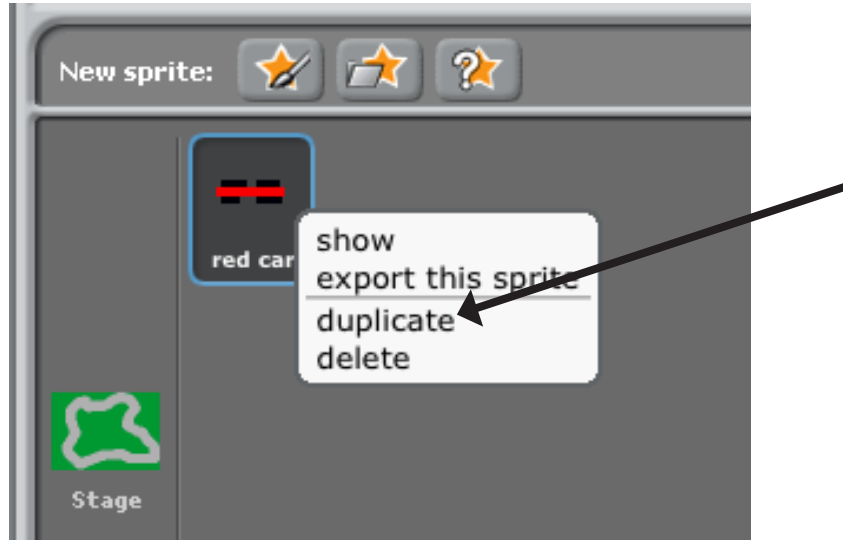 New sprite:
red car
show
export this sprite
duplicate
delete
Stage